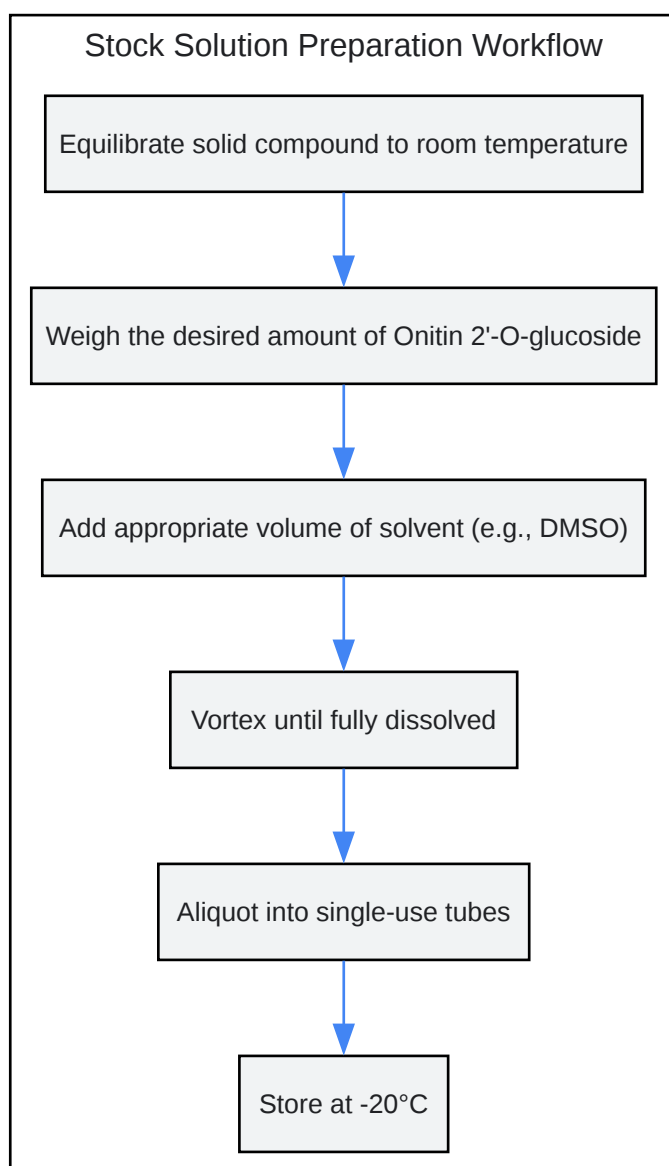 Stock Solution Preparation Workflow
Equilibrate solid compound to room temperature
Weigh the desired amount of Onitin 2'-O-glucoside
Add appropriate volume of solvent (e.g., DMSO)
Vortex until fully dissolved
Aliquot into single-use tubes
Store at -20°C